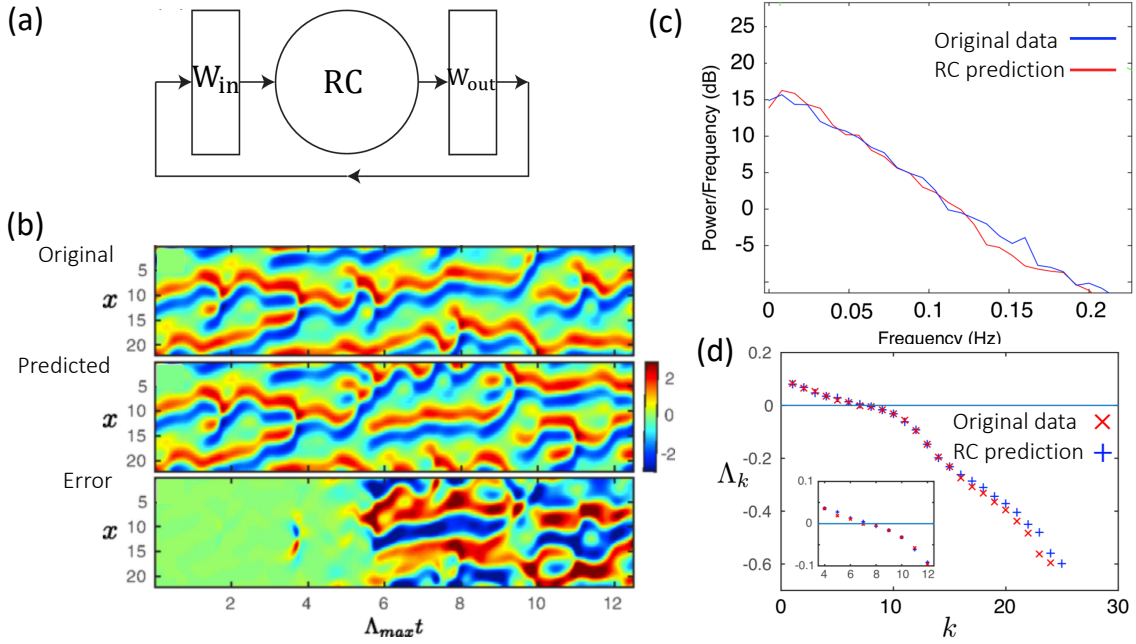 (a)
W_in
RC
W_out
(b)
Original
x
5
10
15
20
Predicted
x
5
10
15
20
2
0
-2
Error
x
5
10
15
20
2
4
6
8
10
12
Λ_max t
(c)
Original data
RC prediction
Power/Frequency (dB)
25
20
15
10
5
0
-5
0
0.05
0.1
0.15
0.2
Frequency (Hz)
(d)
Original data
RC prediction
Λ_k
0.2
0
-0.2
-0.4
-0.6
0.1
0
-0.1
4
6
8
10
12
0
10
20
30
k